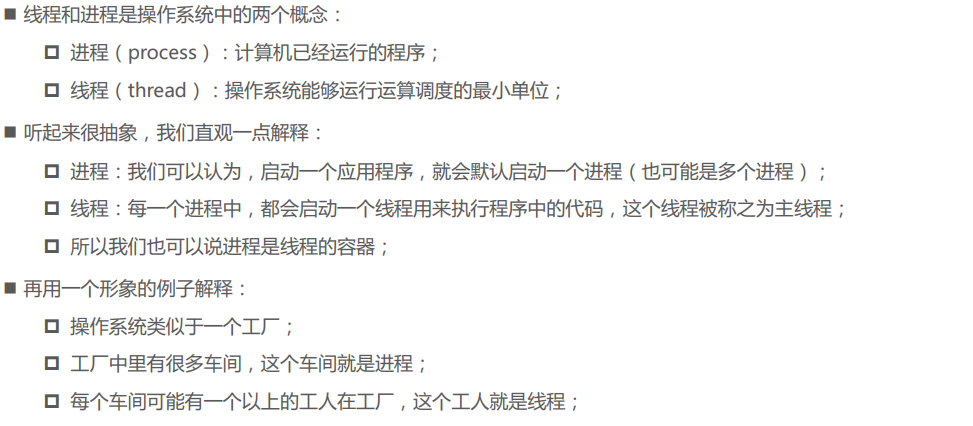 线程和进程是操作系统中的两个概念：
进程（process）：计算机已经运行的程序；
线程（thread）：操作系统能够运行运算调度的最小单位；
听起来很抽象，我们直观一点解释：
进程：我们可以认为，启动一个应用程序，就会默认启动一个进程（也可能是多个进程）；
线程：每一个进程中，都会启动一个线程用来执行程序中的代码，这个线程被称之为主线程；
所以我们也可以说进程是线程的容器；
再用一个形象的例子解释：
操作系统类似于一个工厂；
工厂中里有很多车间，这个车间就是进程；
每个车间可能有一个以上的工人在工厂，这个工人就是线程；